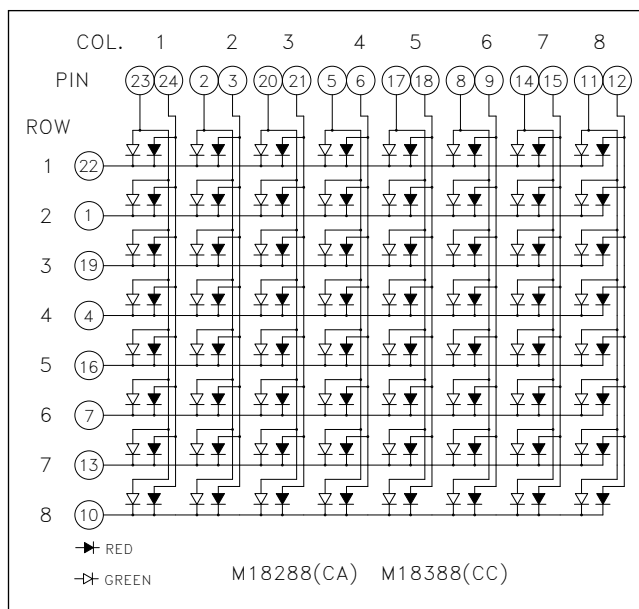 COL. 1 2 3 4 5 6 7 8
PIN 23 24 2 3 20 21 5 6 17 18 8 9 14 15 11 12
ROW
1 22
2 1
3 19
4 4
5 16
6 7
7 13
8 10
RED
GREEN
M18288(CA) M18388(CC)